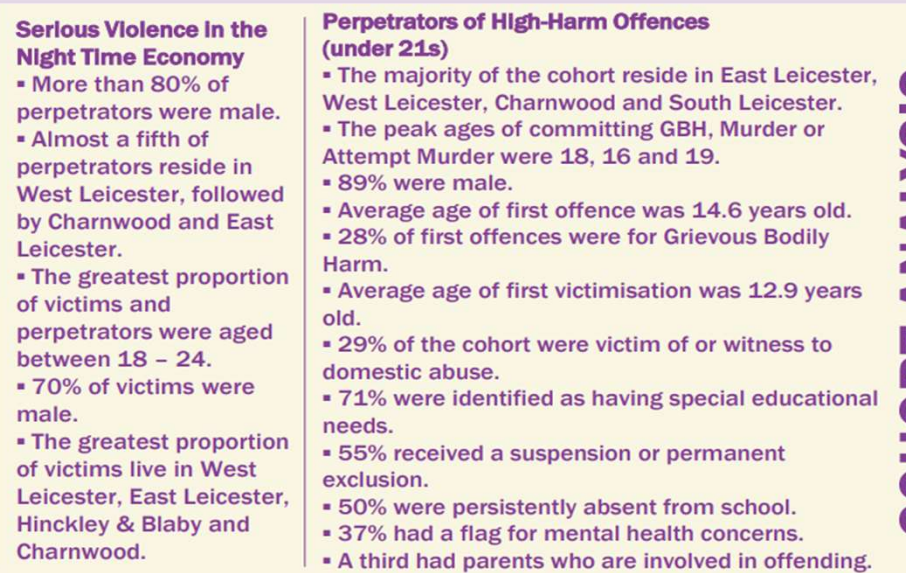 Serious Violence in the
Night Time Economy
▪ More than 80% of
perpetrators were male.
▪ Almost a fifth of
perpetrators reside in
West Leicester, followed
by Charnwood and East
Leicester.
▪ The greatest proportion
of victims and
perpetrators were aged
between 18 – 24.
▪ 70% of victims were
male.
▪ The greatest proportion
of victims live in West
Leicester, East Leicester,
Hinckley & Blaby and
Charnwood.
Perpetrators of High-Harm Offences
(under 21s)
▪ The majority of the cohort reside in East Leicester,
West Leicester, Charnwood and South Leicester.
▪ The peak ages of committing GBH, Murder or
Attempt Murder were 18, 16 and 19.
▪ 89% were male.
▪ Average age of first offence was 14.6 years old.
▪ 28% of first offences were for Grievous Bodily
Harm.
▪ Average age of first victimisation was 12.9 years
old.
▪ 29% of the cohort were victim of or witness to
domestic abuse.
▪ 71% were identified as having special educational
needs.
▪ 55% received a suspension or permanent
exclusion.
▪ 50% were persistently absent from school.
▪ 37% had a flag for mental health concerns.
▪ A third had parents who are involved in offending.